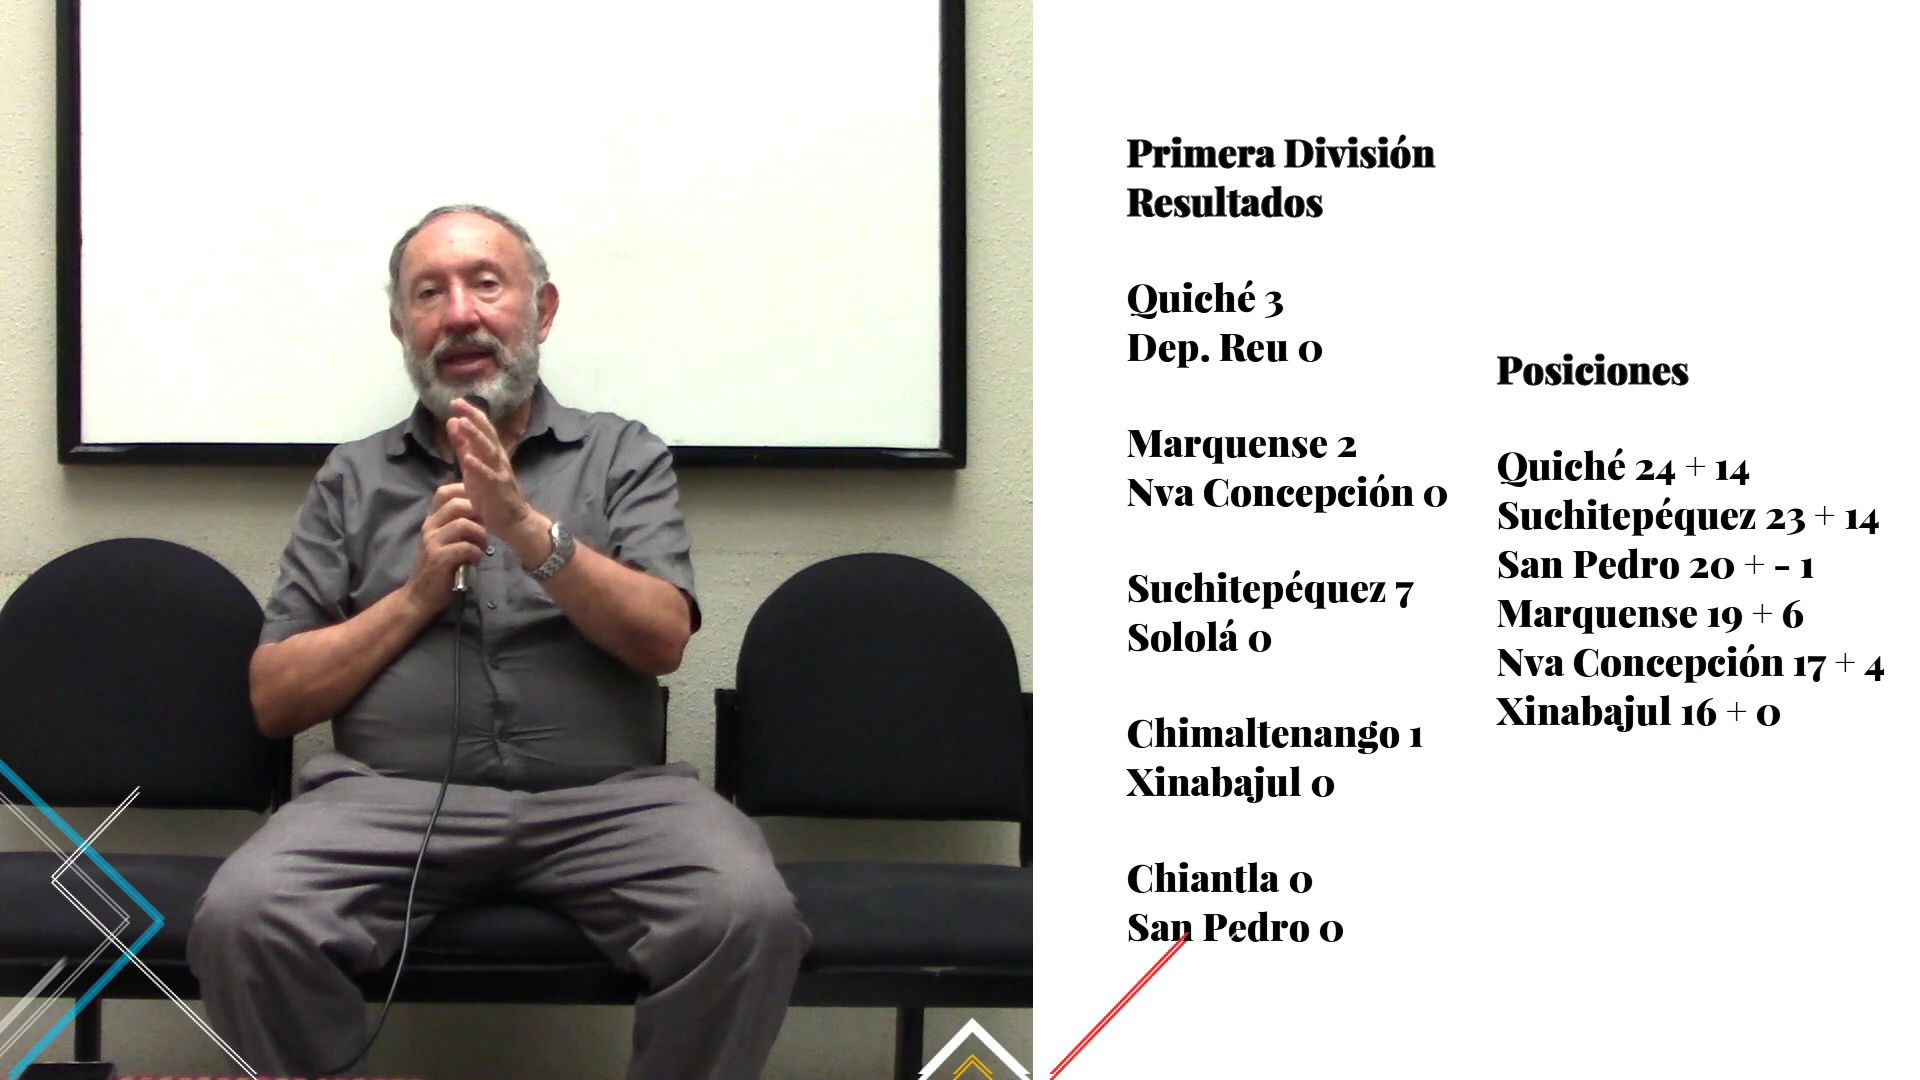 Primera División
Resultados
Quiché 3
Dep. Reu 0
Marquense 2
Nva Concepción 0
Suchitepéquez 7
Sololá 0
Chimaltenango 1
Xinabajul 0
Chiantla 0
San Pedro 0
Posiciones
Quiché 24 + 14
Suchitepéquez 23 + 14
San Pedro 20 + - 1
Marquense 19 + 6
Nva Concepción 17 + 4
Xinabajul 16 + 0